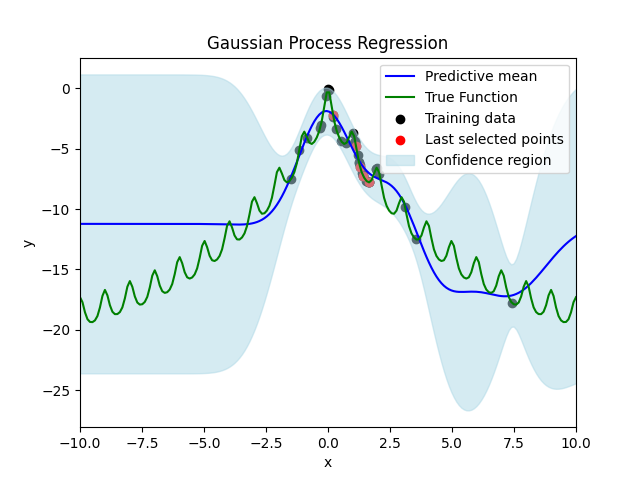 Gaussian Process Regression
Predictive mean
True Function
Training data
Last selected points
Confidence region
y
0
−5
−10
−15
−20
−25
−10.0 −7.5 −5.0 −2.5 0.0 2.5 5.0 7.5 10.0
x